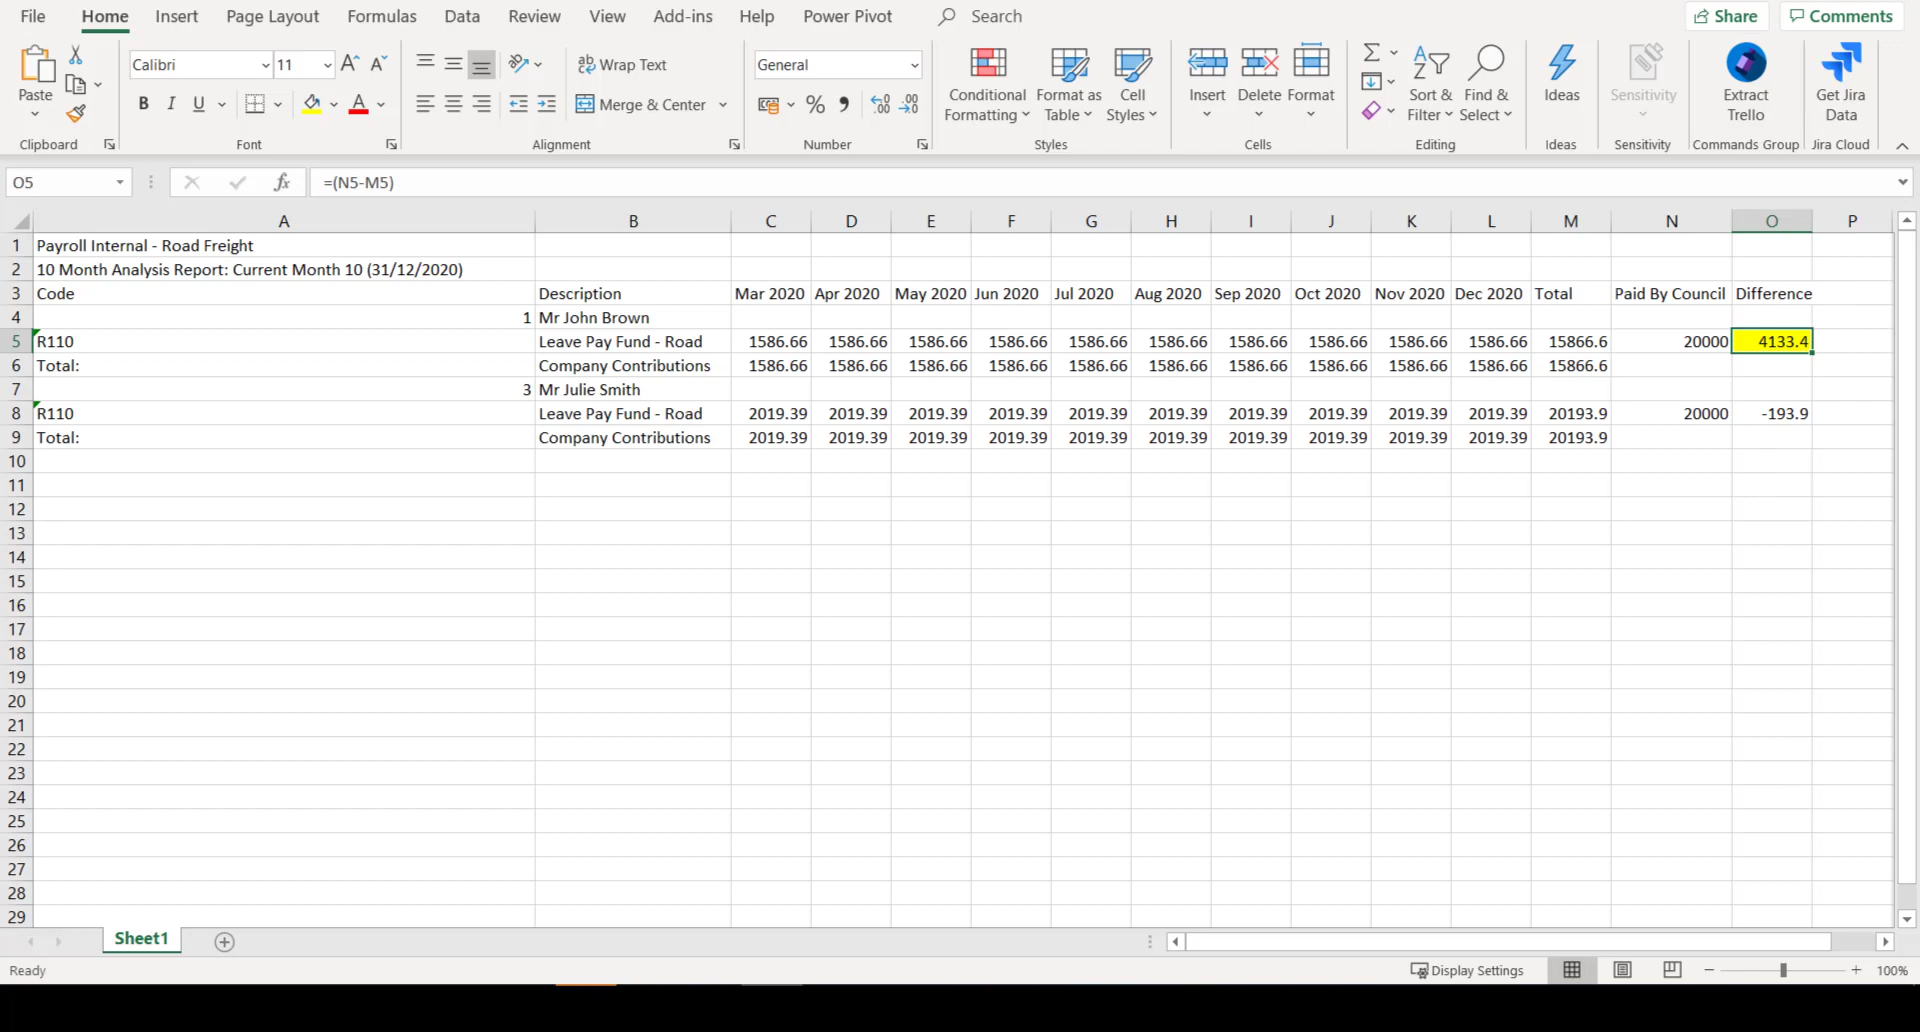 File Home Insert Page Layout Formulas Data Review View Add-ins Help Power Pivot Search Share Comments
Paste Calibri 11 Wrap Text General Conditional Formatting Format as Table Cell Styles Insert Delete Format Sort & Filter Find & Select Ideas Sensitivity Extract Trello Get Jira Data
B I U Merge & Center %
Clipboard Font Alignment Number Styles Cells Editing Ideas Sensitivity Commands Group Jira Cloud
O5 fx =(N5-M5)
A B C D E F G H I J K L M N O P
1 Payroll Internal - Road Freight
2 10 Month Analysis Report: Current Month 10 (31/12/2020)
3 Code Description Mar 2020 Apr 2020 May 2020 Jun 2020 Jul 2020 Aug 2020 Sep 2020 Oct 2020 Nov 2020 Dec 2020 Total Paid By Council Difference
4 1 Mr John Brown
5 R110 Leave Pay Fund - Road 1586.66 1586.66 1586.66 1586.66 1586.66 1586.66 1586.66 1586.66 1586.66 1586.66 15866.6 20000 4133.4
6 Total: Company Contributions 1586.66 1586.66 1586.66 1586.66 1586.66 1586.66 1586.66 1586.66 1586.66 1586.66 15866.6
7 3 Mr Julie Smith
8 R110 Leave Pay Fund - Road 2019.39 2019.39 2019.39 2019.39 2019.39 2019.39 2019.39 2019.39 2019.39 2019.39 20193.9 20000 -193.9
9 Total: Company Contributions 2019.39 2019.39 2019.39 2019.39 2019.39 2019.39 2019.39 2019.39 2019.39 2019.39 20193.9
10
11
12
13
14
15
16
17
18
19
20
21
22
23
24
25
26
27
28
29
Sheet1
Ready Display Settings 100%